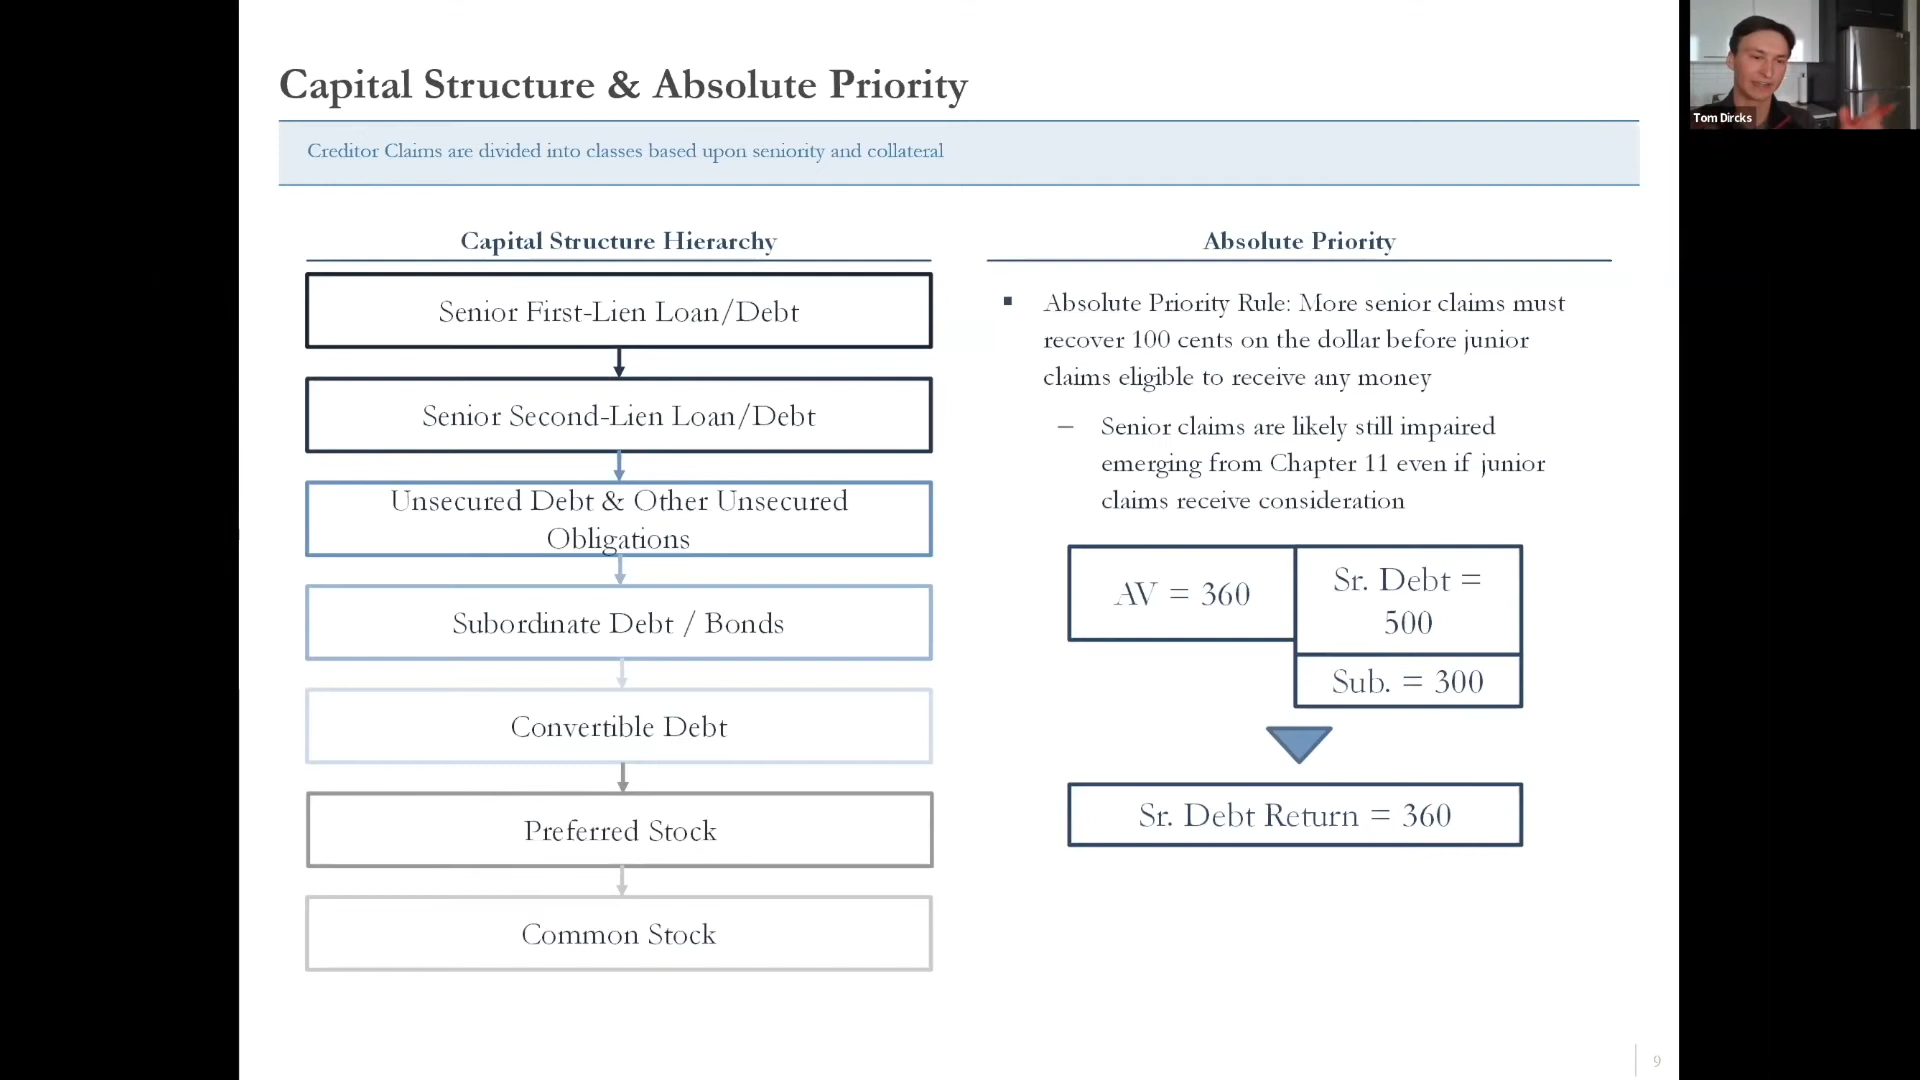 Capital Structure & Absolute Priority
Creditor Claims are divided into classes based upon seniority and collateral
Capital Structure Hierarchy
Senior First-Lien Loan/Debt
Senior Second-Lien Loan/Debt
Unsecured Debt & Other Unsecured
Obligations
Subordinate Debt / Bonds
Convertible Debt
Preferred Stock
Common Stock
Absolute Priority
▪ Absolute Priority Rule: More senior claims must
recover 100 cents on the dollar before junior
claims eligible to receive any money
– Senior claims are likely still impaired
emerging from Chapter 11 even if junior
claims receive consideration
AV = 360
Sr. Debt =
500
Sub. = 300
Sr. Debt Return = 360
9
Tom Dircks